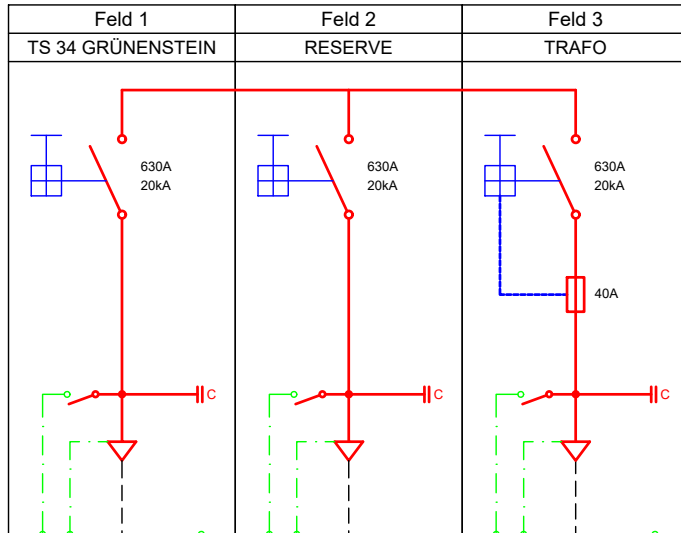 Feld 1
Feld 2
Feld 3
TS 34 GRÜNENSTEIN
RESERVE
TRAFO
630A
20kA
630A
20kA
630A
20kA
40A
C
C
C